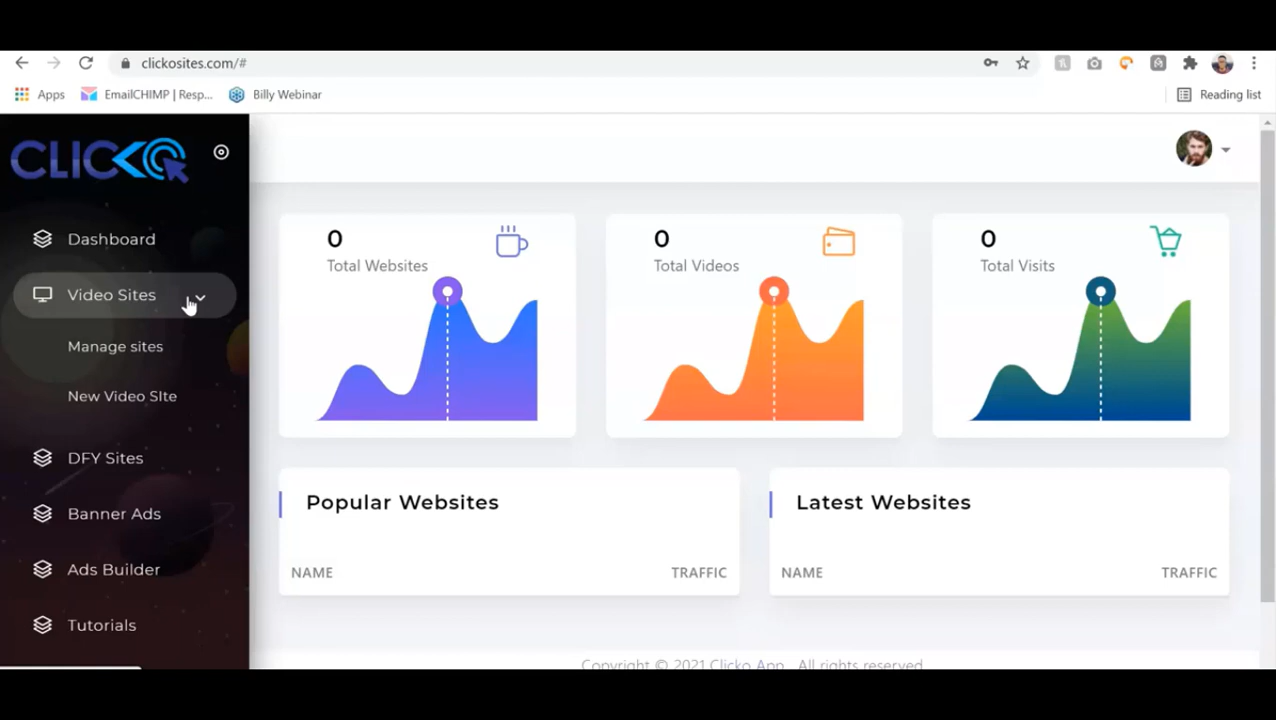 clickosites.com/#
Apps
EmailCHIMP | Resp...
Billy Webinar
Reading list
CLICKO
Dashboard
Video Sites
Manage sites
New Video SIte
DFY Sites
Banner Ads
Ads Builder
Tutorials
0
Total Websites
0
Total Videos
0
Total Visits
Popular Websites
NAME
TRAFFIC
Latest Websites
NAME
TRAFFIC
Copyright © 2021 Clicko App . All rights reserved